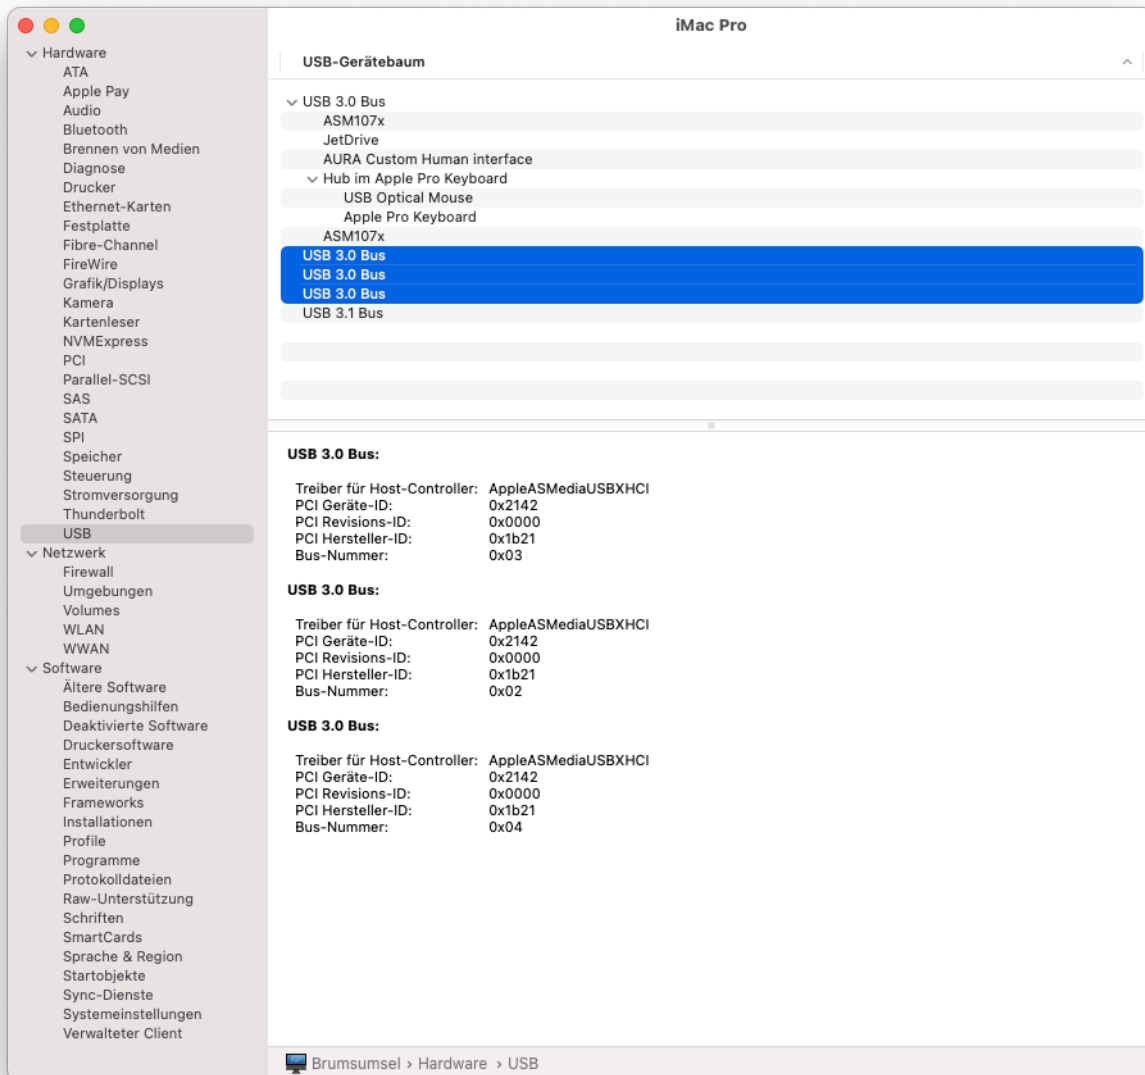 iMac Pro
Hardware
ATA
Apple Pay
Audio
Bluetooth
Brennen von Medien
Diagnose
Drucker
Ethernet-Karten
Festplatte
Fibre-Channel
FireWire
Grafik/Displays
Kamera
Kartenleser
NVMExpress
PCI
Parallel-SCSI
SAS
SATA
SPI
Speicher
Steuerung
Stromversorgung
Thunderbolt
USB
Netzwerk
Firewall
Umgebungen
Volumes
WLAN
WWAN
Software
Ältere Software
Bedienungshilfen
Deaktivierte Software
Druckersoftware
Entwickler
Erweiterungen
Frameworks
Installationen
Profile
Programme
Protokolldateien
Raw-Unterstützung
Schriften
SmartCards
Sprache & Region
Startobjekte
Sync-Dienste
Systemeinstellungen
Verwalteter Client
USB-Gerätebaum
USB 3.0 Bus
ASM107x
JetDrive
AURA Custom Human interface
Hub im Apple Pro Keyboard
USB Optical Mouse
Apple Pro Keyboard
ASM107x
USB 3.0 Bus
USB 3.0 Bus
USB 3.0 Bus
USB 3.1 Bus
USB 3.0 Bus:
Treiber für Host-Controller: AppleASMediaUSBXHCI
PCI Geräte-ID: 0x2142
PCI Revisions-ID: 0x0000
PCI Hersteller-ID: 0x1b21
Bus-Nummer: 0x03
USB 3.0 Bus:
Treiber für Host-Controller: AppleASMediaUSBXHCI
PCI Geräte-ID: 0x2142
PCI Revisions-ID: 0x0000
PCI Hersteller-ID: 0x1b21
Bus-Nummer: 0x02
USB 3.0 Bus:
Treiber für Host-Controller: AppleASMediaUSBXHCI
PCI Geräte-ID: 0x2142
PCI Revisions-ID: 0x0000
PCI Hersteller-ID: 0x1b21
Bus-Nummer: 0x04
Brumsumsel › Hardware › USB